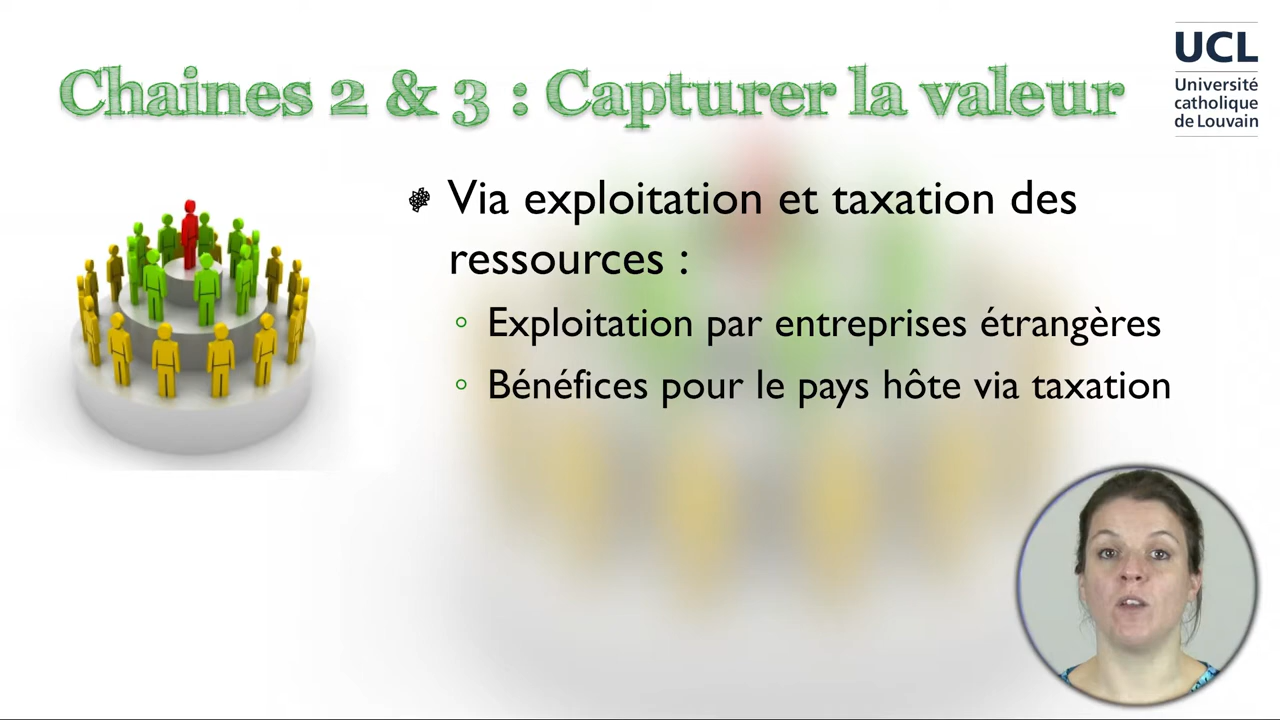 UCL
Université
catholique
de Louvain
Chaines 2 & 3 : Capturer la valeur
Via exploitation et taxation des
ressources :
Exploitation par entreprises étrangères
Bénéfices pour le pays hôte via taxation